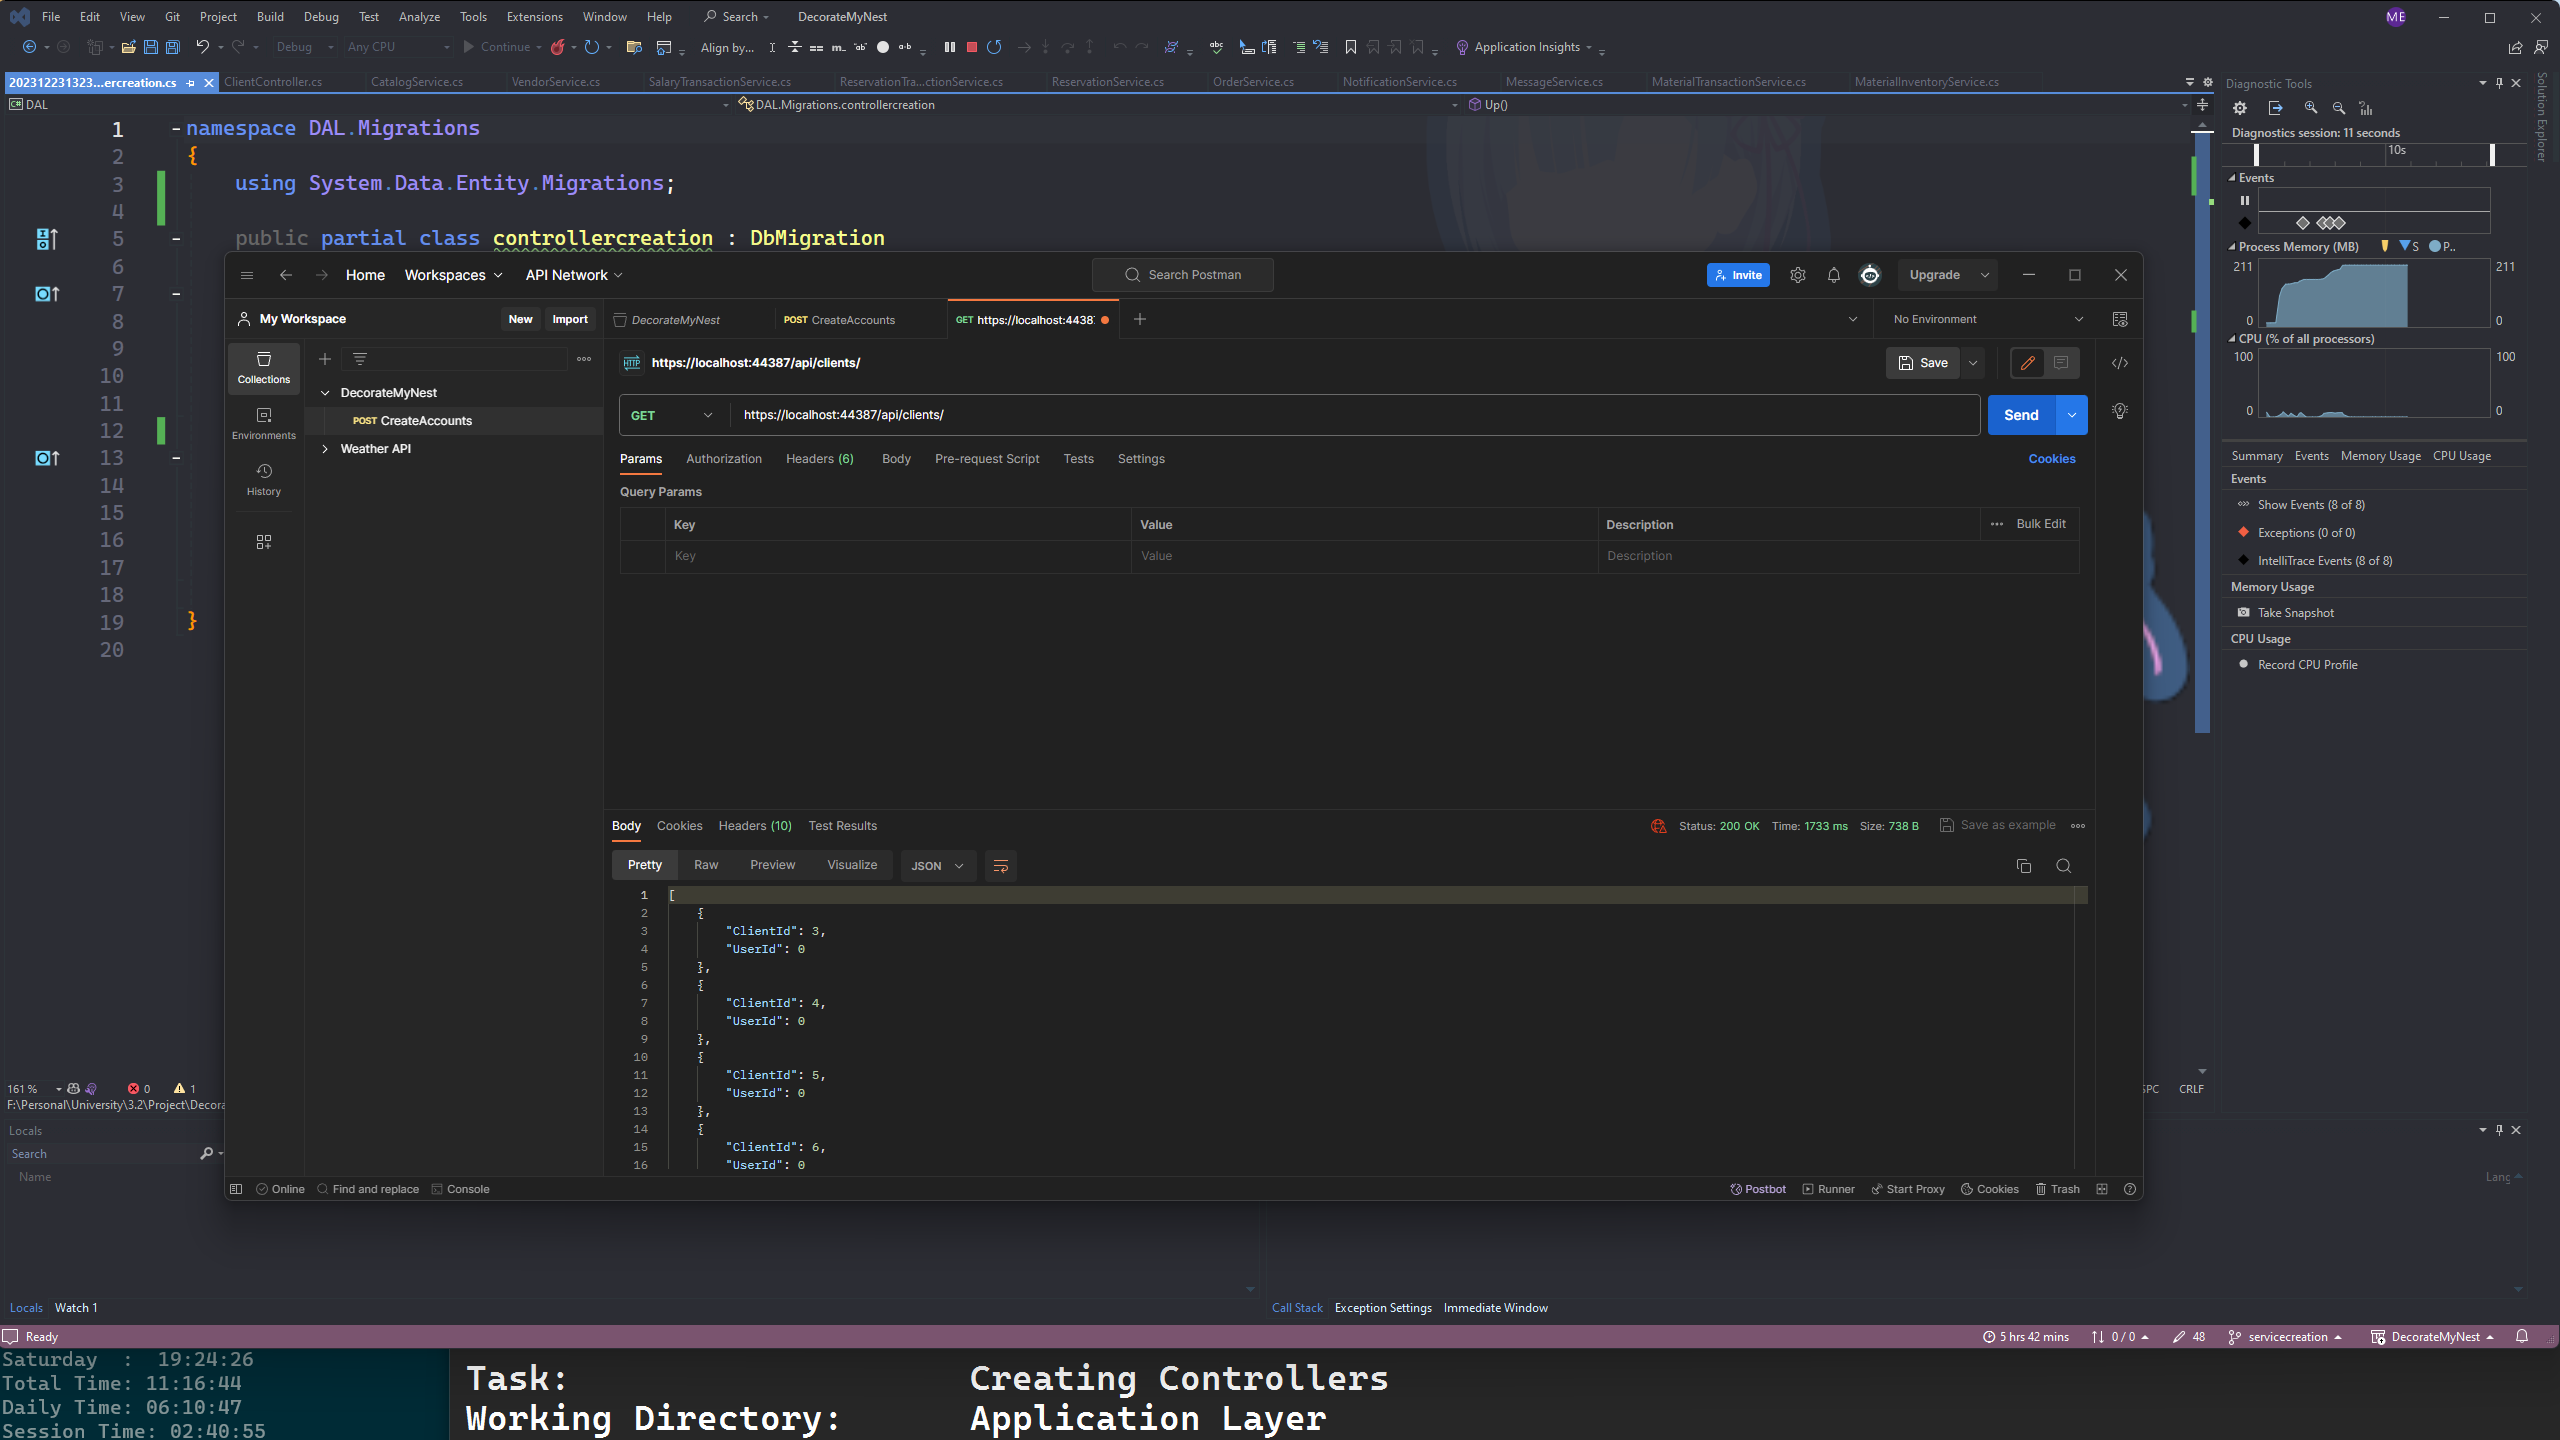 File Edit View Git Project Build Debug Test Analyze Tools Extensions Window Help Search DecorateMyNest ME
Debug Any CPU Continue Align by... Application Insights
202312231323...ercreation.cs ClientController.cs CatalogService.cs VendorService.cs SalaryTransactionService.cs ReservationTra...ctionService.cs ReservationService.cs OrderService.cs NotificationService.cs MessageService.cs MaterialTransactionService.cs MaterialInventoryService.cs
DAL DAL.Migrations.controllercreation Up()
1 namespace DAL.Migrations
2 {
3 using System.Data.Entity.Migrations;
4
5 public partial class controllercreation : DbMigration
6
7
8
9
10
11
12
13
14
15
16
17
18
19 }
20
Home Workspaces API Network Search Postman Invite Upgrade
My Workspace New Import DecorateMyNest POST CreateAccounts GET https://localhost:4438 No Environment
Collections
Environments
History
DecorateMyNest
POST CreateAccounts
Weather API
HTTP https://localhost:44387/api/clients/ Save
GET https://localhost:44387/api/clients/ Send
Params Authorization Headers (6) Body Pre-request Script Tests Settings Cookies
Query Params
Key Value Description Bulk Edit
Key Value Description
Body Cookies Headers (10) Test Results Status: 200 OK Time: 1733 ms Size: 738 B Save as example
Pretty Raw Preview Visualize JSON
1 [
2 {
3 "ClientId": 3,
4 "UserId": 0
5 },
6 {
7 "ClientId": 4,
8 "UserId": 0
9 },
10 {
11 "ClientId": 5,
12 "UserId": 0
13 },
14 {
15 "ClientId": 6,
16 "UserId": 0
Online Find and replace Console Postbot Runner Start Proxy Cookies Trash
Solution Explorer
Diagnostic Tools
Diagnostics session: 11 seconds
10s
Events
Process Memory (MB) S P..
211 211
0 0
CPU (% of all processors)
100 100
0 0
Summary Events Memory Usage CPU Usage
Events
Show Events (8 of 8)
Exceptions (0 of 0)
IntelliTrace Events (8 of 8)
Memory Usage
Take Snapshot
CPU Usage
Record CPU Profile
161 % 0 1 SPC CRLF
F:\Personal\University\3.2\Project\Decora
Locals
Search
Name Lang
Locals Watch 1 Call Stack Exception Settings Immediate Window
Ready 5 hrs 42 mins 0 / 0 48 servicecreation DecorateMyNest
Saturday : 19:24:26
Total Time: 11:16:44
Daily Time: 06:10:47
Session Time: 02:40:55
Task: Creating Controllers
Working Directory: Application Layer